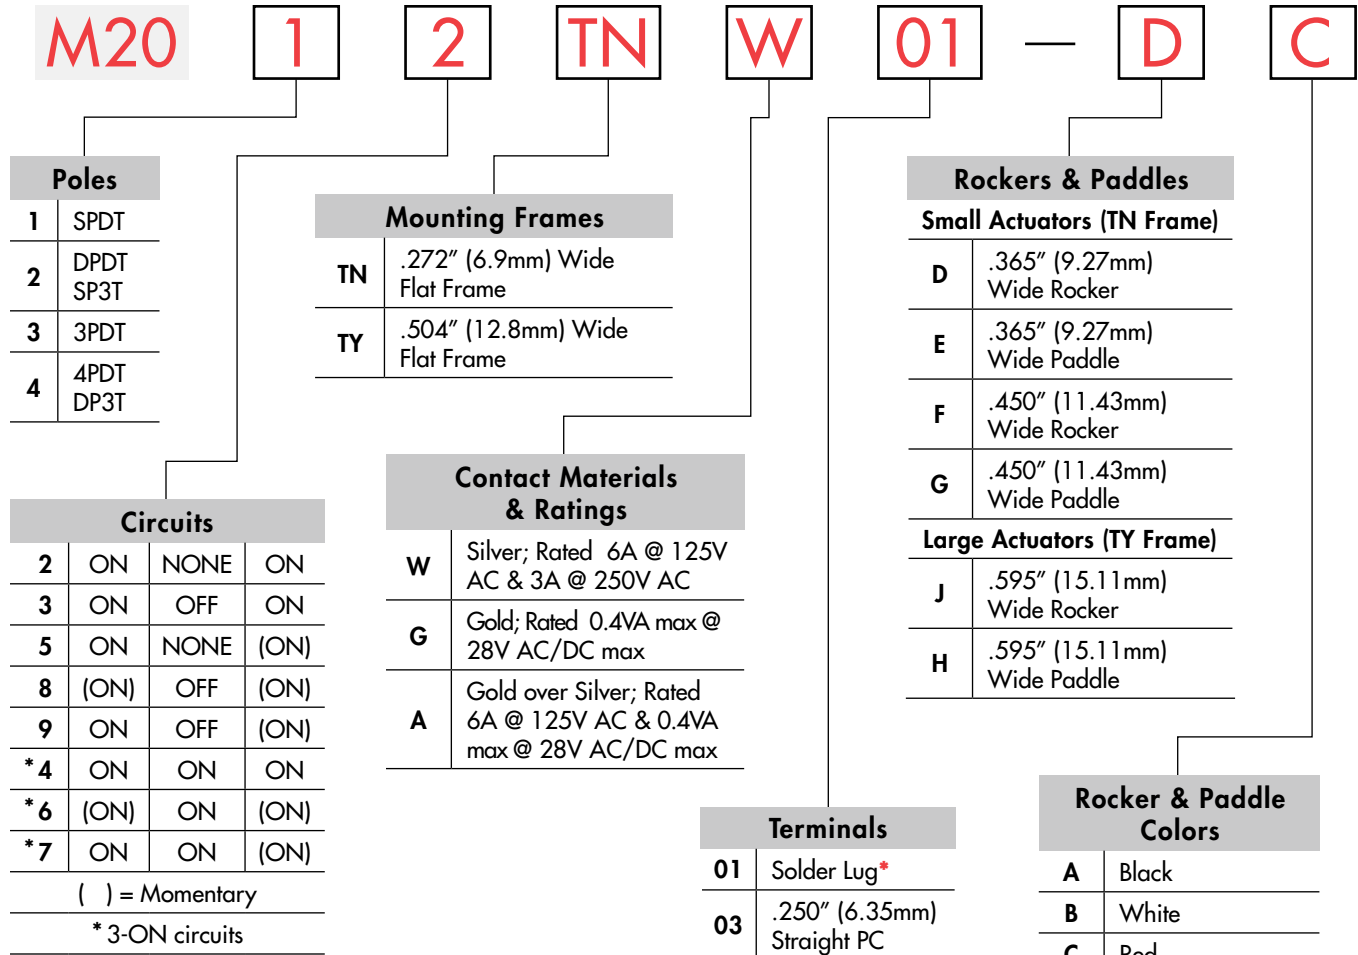 M20 1 2 TN W 01 — D C
Poles
1 SPDT
2 DPDT
SP3T
3 3PDT
4 4PDT
DP3T
Circuits
2 ON NONE ON
3 ON OFF ON
5 ON NONE (ON)
8 (ON) OFF (ON)
9 ON OFF (ON)
*4 ON ON ON
*6 (ON) ON (ON)
*7 ON ON (ON)
( ) = Momentary
* 3-ON circuits
Mounting Frames
TN .272" (6.9mm) Wide
Flat Frame
TY .504" (12.8mm) Wide
Flat Frame
Contact Materials
& Ratings
W Silver; Rated 6A @ 125V
AC & 3A @ 250V AC
G Gold; Rated 0.4VA max @
28V AC/DC max
A Gold over Silver; Rated
6A @ 125V AC & 0.4VA
max @ 28V AC/DC max
Terminals
01 Solder Lug*
03 .250" (6.35mm)
Straight PC
Rockers & Paddles
Small Actuators (TN Frame)
D .365" (9.27mm)
Wide Rocker
E .365" (9.27mm)
Wide Paddle
F .450" (11.43mm)
Wide Rocker
G .450" (11.43mm)
Wide Paddle
Large Actuators (TY Frame)
J .595" (15.11mm)
Wide Rocker
H .595" (15.11mm)
Wide Paddle
Rocker & Paddle
Colors
A Black
B White
C Red